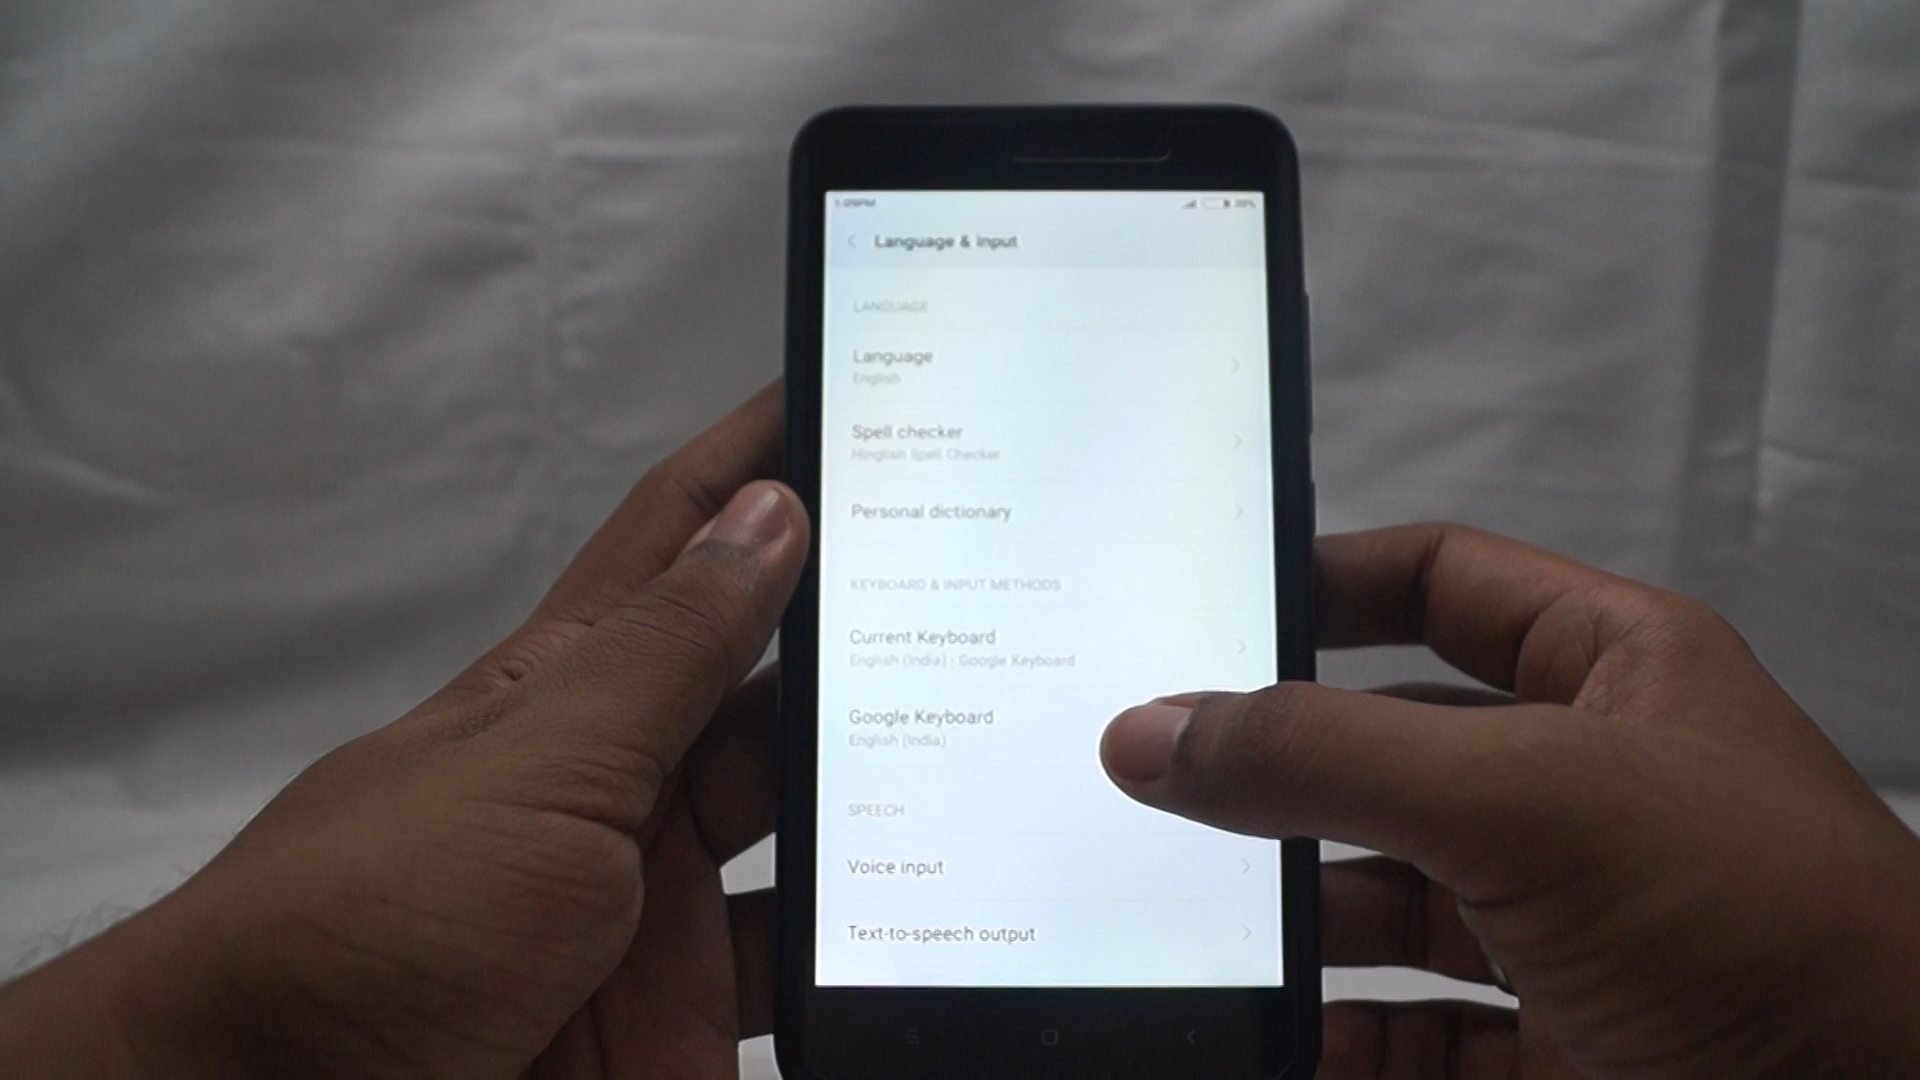 Language & input
LANGUAGE
Language
English
Spell checker
Hinglish Spell Checker
Personal dictionary
KEYBOARD & INPUT METHODS
Current Keyboard
English (India) - Google Keyboard
Google Keyboard
English (India)
SPEECH
Voice input
Text-to-speech output